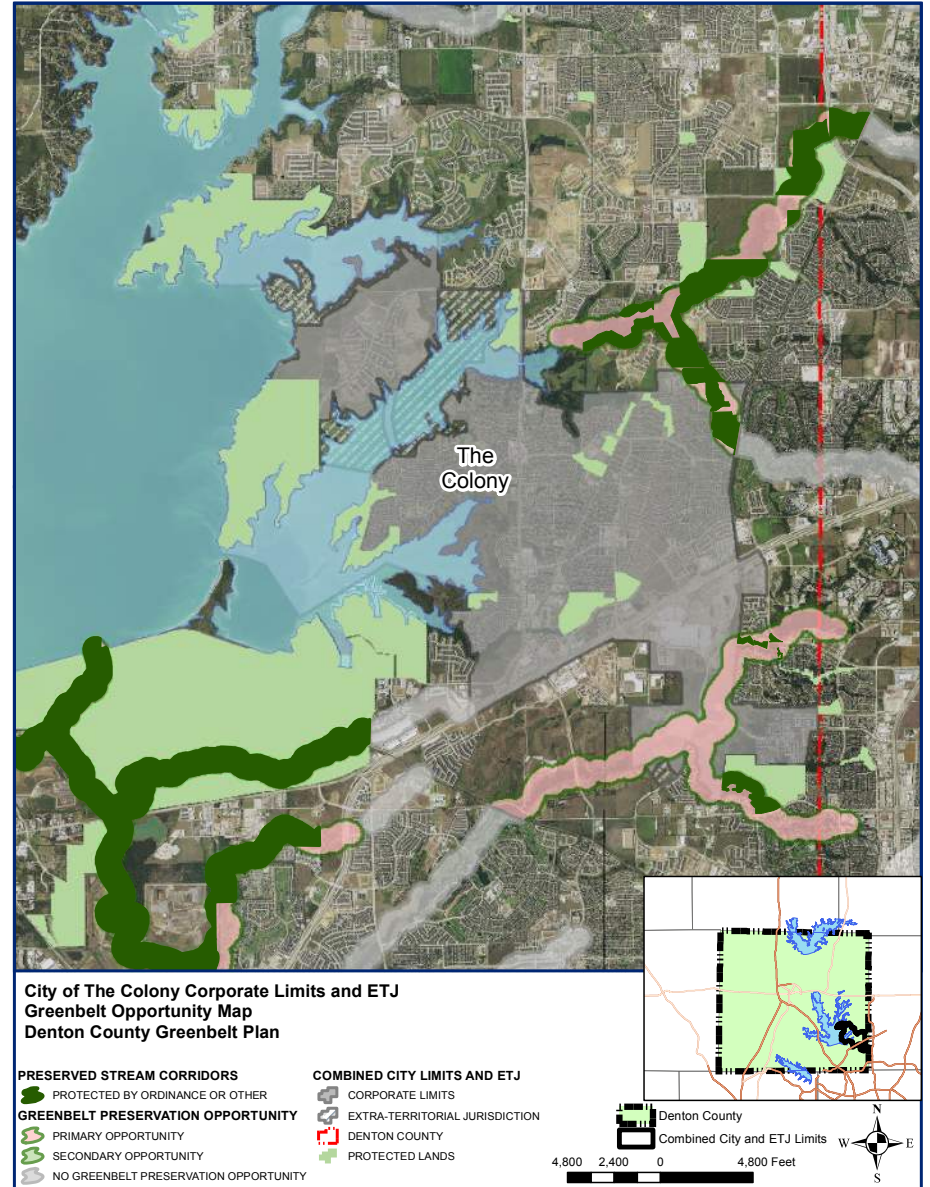 The
Colony
City of The Colony Corporate Limits and ETJ
Greenbelt Opportunity Map
Denton County Greenbelt Plan
PRESERVED STREAM CORRIDORS
PROTECTED BY ORDINANCE OR OTHER
GREENBELT PRESERVATION OPPORTUNITY
PRIMARY OPPORTUNITY
SECONDARY OPPORTUNITY
NO GREENBELT PRESERVATION OPPORTUNITY
COMBINED CITY LIMITS AND ETJ
CORPORATE LIMITS
EXTRA-TERRITORIAL JURISDICTION
DENTON COUNTY
PROTECTED LANDS
Denton County
Combined City and ETJ Limits
N
W E
S
4,800 2,400 0 4,800 Feet